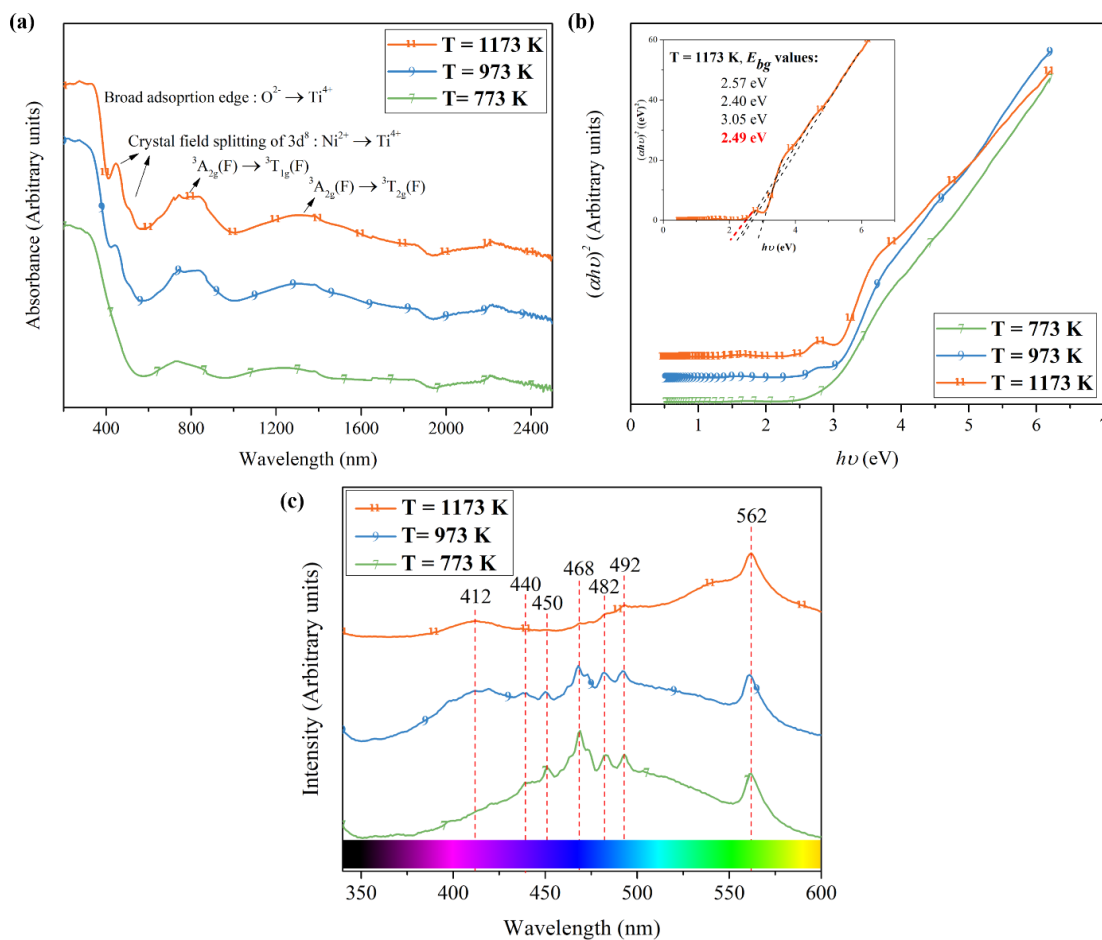 (a)
T = 1173 K
T = 973 K
T= 773 K
Broad adsoprtion edge : O²⁻ → Ti⁴⁺
Crystal field splitting of 3d⁸ : Ni²⁺ → Ti⁴⁺
³A₂g(F) → ³T₁g(F)
³A₂g(F) → ³T₂g(F)
Absorbance (Arbitrary units)
400 800 1200 1600 2000 2400
Wavelength (nm)
(b)
T = 1173 K, E_bg values:
2.57 eV
2.40 eV
3.05 eV
2.49 eV
(αhυ)² ((eV)²)
60
40
20
0
0 2 4 6
hυ (eV)
(αhυ)² (Arbitrary units)
T = 773 K
T = 973 K
T = 1173 K
0 1 2 3 4 5 6 7
hυ (eV)
(c)
T = 1173 K
T= 973 K
T = 773 K
412 440 450 468 482 492 562
Intensity (Arbitrary units)
350 400 450 500 550 600
Wavelength (nm)